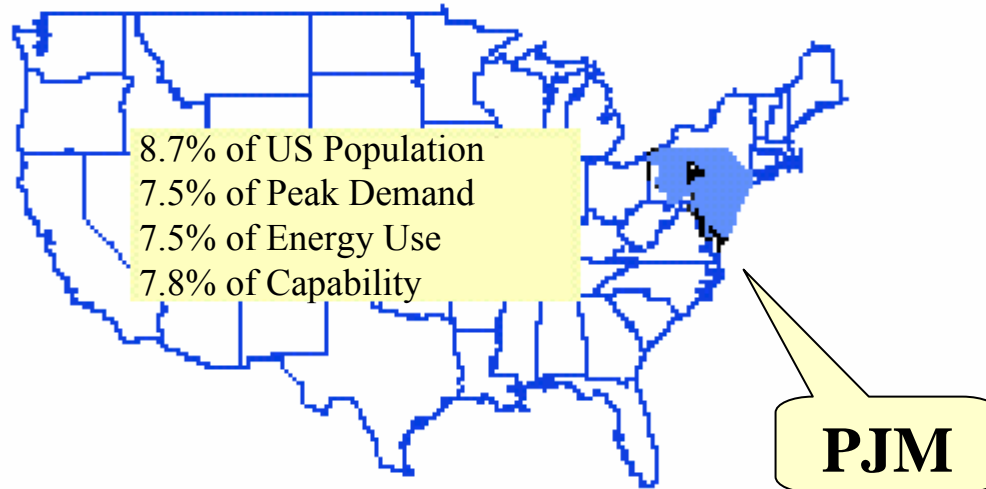 8.7% of US Population
7.5% of Peak Demand
7.5% of Energy Use
7.8% of Capability
PJM